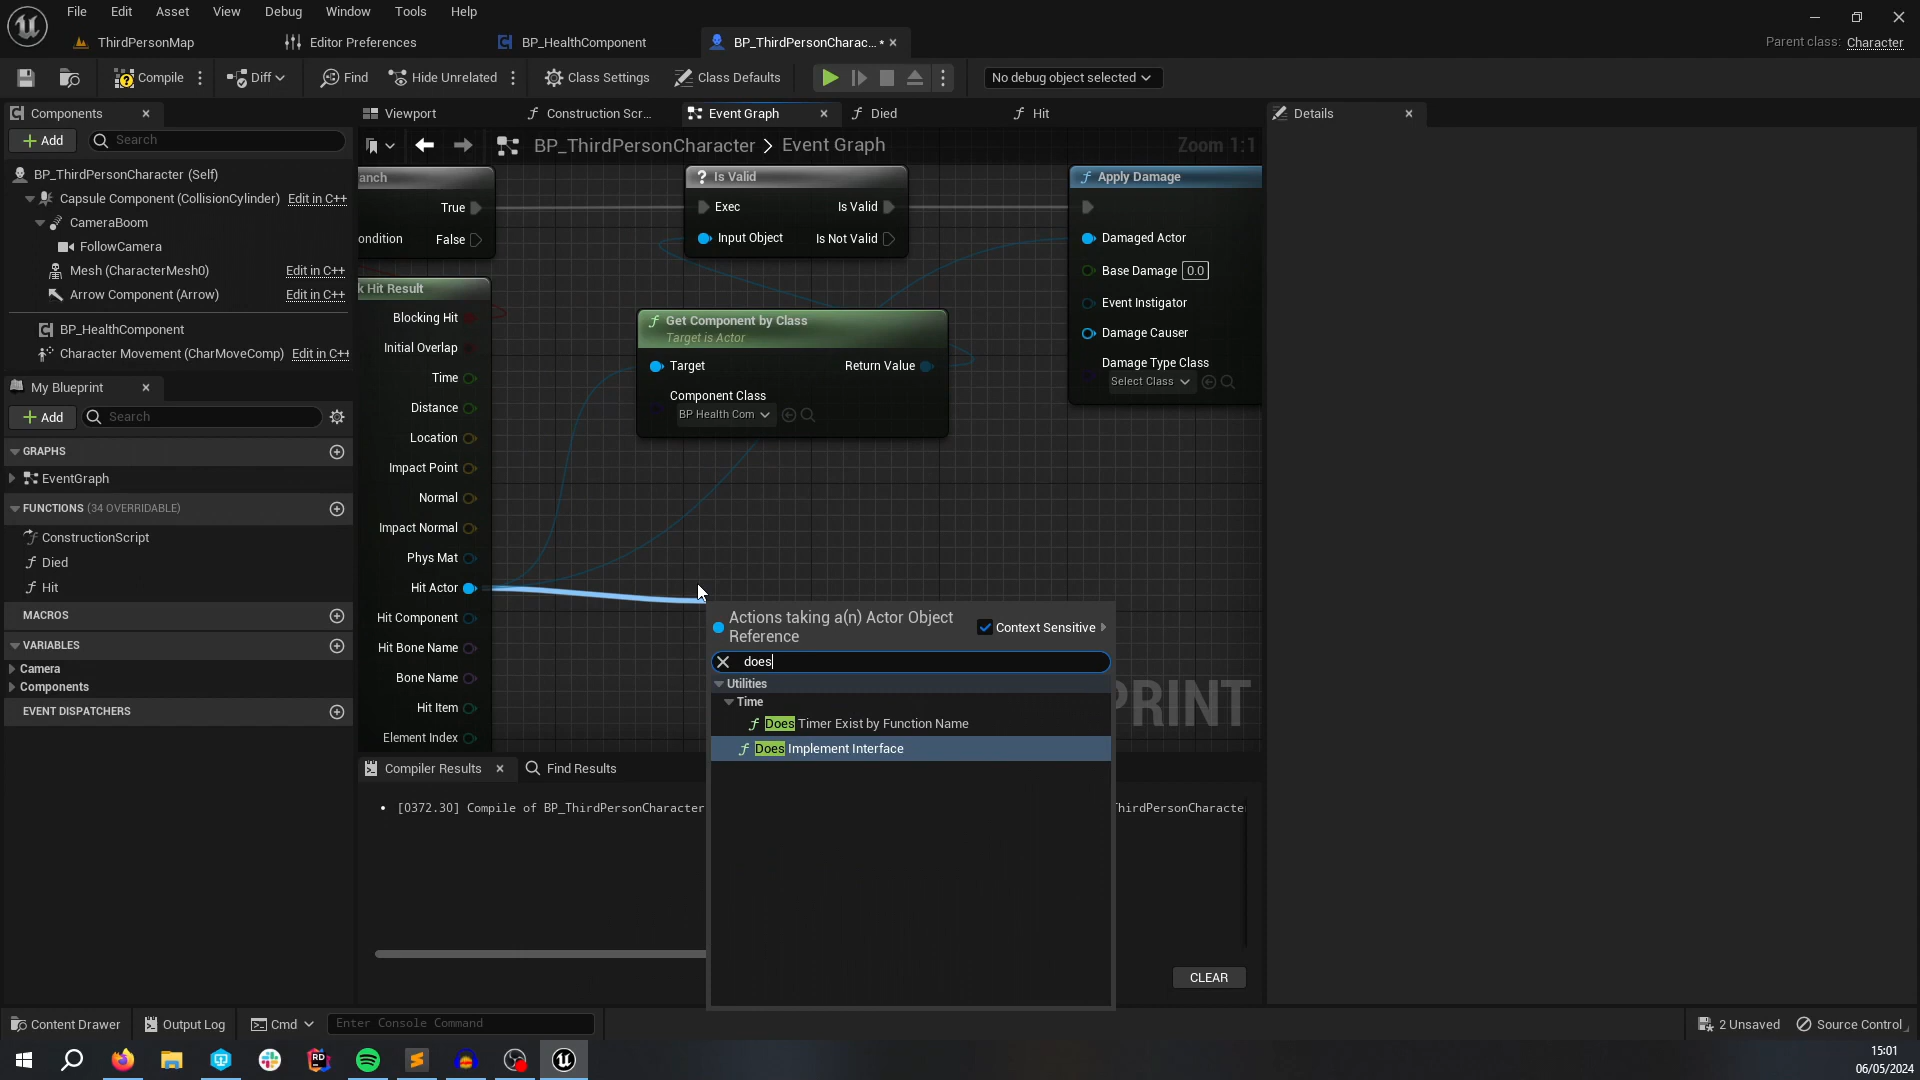 File Edit Asset View Debug Window Tools Help
ThirdPersonMap Editor Preferences BP_HealthComponent BP_ThirdPersonCharac... •
Parent class: Character
Compile Diff Find Hide Unrelated Class Settings Class Defaults No debug object selected
Components
Add Search
BP_ThirdPersonCharacter (Self)
Capsule Component (CollisionCylinder) Edit in C++
CameraBoom
FollowCamera
Mesh (CharacterMesh0) Edit in C++
Arrow Component (Arrow) Edit in C++
BP_HealthComponent
Character Movement (CharMoveComp) Edit in C++
My Blueprint
Add Search
GRAPHS
EventGraph
FUNCTIONS (34 OVERRIDABLE)
ConstructionScript
Died
Hit
MACROS
VARIABLES
Camera
Components
EVENT DISPATCHERS
Viewport Construction Scr... Event Graph Died Hit
BP_ThirdPersonCharacter > Event Graph
Zoom 1:1
anch
True
ondition False
k Hit Result
Blocking Hit
Initial Overlap
Time
Distance
Location
Impact Point
Normal
Impact Normal
Phys Mat
Hit Actor
Hit Component
Hit Bone Name
Bone Name
Hit Item
Element Index
Is Valid
Exec Is Valid
Input Object Is Not Valid
Get Component by Class
Target is Actor
Target Return Value
Component Class
BP Health Com
Apply Damage
Damaged Actor
Base Damage 0.0
Event Instigator
Damage Causer
Damage Type Class
Select Class
PRINT
Actions taking a(n) Actor Object
Reference
Context Sensitive
does
Utilities
Time
Does Timer Exist by Function Name
Does Implement Interface
Compiler Results Find Results
• [0372.30] Compile of BP_ThirdPersonCharacter
ThirdPersonCharacte
CLEAR
Details
Content Drawer Output Log Cmd Enter Console Command 2 Unsaved Source Control
15:01
06/05/2024